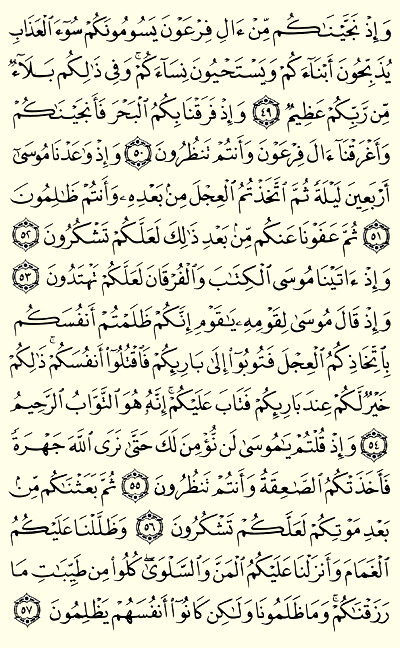 وَإِذْ نَجَّيْنَٰكُم مِّنْ ءَالِ فِرْعَوْنَ يَسُومُونَكُمْ سُوٓءَ ٱلْعَذَابِ
يُذَبِّحُونَ أَبْنَآءَكُمْ وَيَسْتَحْيُونَ نِسَآءَكُمْ ۚ وَفِى ذَٰلِكُم بَلَآءٌ
مِّن رَّبِّكُمْ عَظِيمٌ ٤٩ وَإِذْ فَرَقْنَا بِكُمُ ٱلْبَحْرَ فَأَنجَيْنَٰكُمْ
وَأَغْرَقْنَآ ءَالَ فِرْعَوْنَ وَأَنتُمْ تَنظُرُونَ ٥٠ وَإِذْ وَٰعَدْنَا مُوسَىٰٓ
أَرْبَعِينَ لَيْلَةً ثُمَّ ٱتَّخَذْتُمُ ٱلْعِجْلَ مِنۢ بَعْدِهِۦ وَأَنتُمْ ظَٰلِمُونَ
٥١ ثُمَّ عَفَوْنَا عَنكُم مِّنۢ بَعْدِ ذَٰلِكَ لَعَلَّكُمْ تَشْكُرُونَ ٥٢
وَإِذْ ءَاتَيْنَا مُوسَى ٱلْكِتَٰبَ وَٱلْفُرْقَانَ لَعَلَّكُمْ تَهْتَدُونَ ٥٣
وَإِذْ قَالَ مُوسَىٰ لِقَوْمِهِۦ يَٰقَوْمِ إِنَّكُمْ ظَلَمْتُمْ أَنفُسَكُم
بِٱتِّخَاذِكُمُ ٱلْعِجْلَ فَتُوبُوٓا۟ إِلَىٰ بَارِئِكُمْ فَٱقْتُلُوٓا۟ أَنفُسَكُمْ ذَٰلِكُمْ
خَيْرٌ لَّكُمْ عِندَ بَارِئِكُمْ فَتَابَ عَلَيْكُمْ ۚ إِنَّهُۥ هُوَ ٱلتَّوَّابُ ٱلرَّحِيمُ
٥٤ وَإِذْ قُلْتُمْ يَٰمُوسَىٰ لَن نُّؤْمِنَ لَكَ حَتَّىٰ نَرَى ٱللَّهَ جَهْرَةً
فَأَخَذَتْكُمُ ٱلصَّٰعِقَةُ وَأَنتُمْ تَنظُرُونَ ٥٥ ثُمَّ بَعَثْنَٰكُم مِّنۢ
بَعْدِ مَوْتِكُمْ لَعَلَّكُمْ تَشْكُرُونَ ٥٦ وَظَلَّلْنَا عَلَيْكُمُ
ٱلْغَمَامَ وَأَنزَلْنَا عَلَيْكُمُ ٱلْمَنَّ وَٱلسَّلْوَىٰ ۖ كُلُوا۟ مِن طَيِّبَٰتِ مَا
رَزَقْنَٰكُمْ ۖ وَمَا ظَلَمُونَا وَلَٰكِن كَانُوٓا۟ أَنفُسَهُمْ يَظْلِمُونَ ٥٧